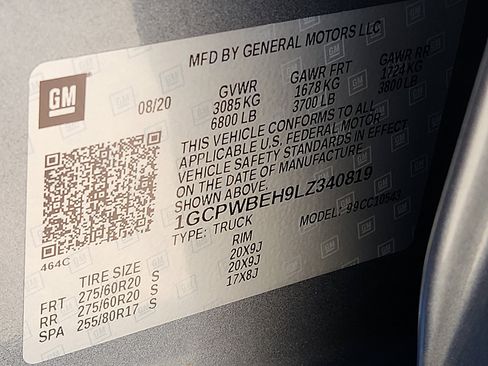 MFD BY GENERAL MOTORS LLC
GM
08/20
GVWR GAWR FRT GAWR RR
3085 KG 1678 KG 1724 KG
6800 LB 3700 LB 3800 LB
THIS VEHICLE CONFORMS TO ALL
APPLICABLE U.S. FEDERAL MOTOR
VEHICLE SAFETY STANDARDS IN EFFECT
ON THE DATE OF MANUFACTURE
SHOWN ABOVE.
1GCPWBEH9LZ340819
TYPE: TRUCK MODEL: 99CC10543
464C
TIRE SIZE RIM
FRT 275/60R20 S 20X9J
RR 275/60R20 S 20X9J
SPA 255/80R17 S 17X8J